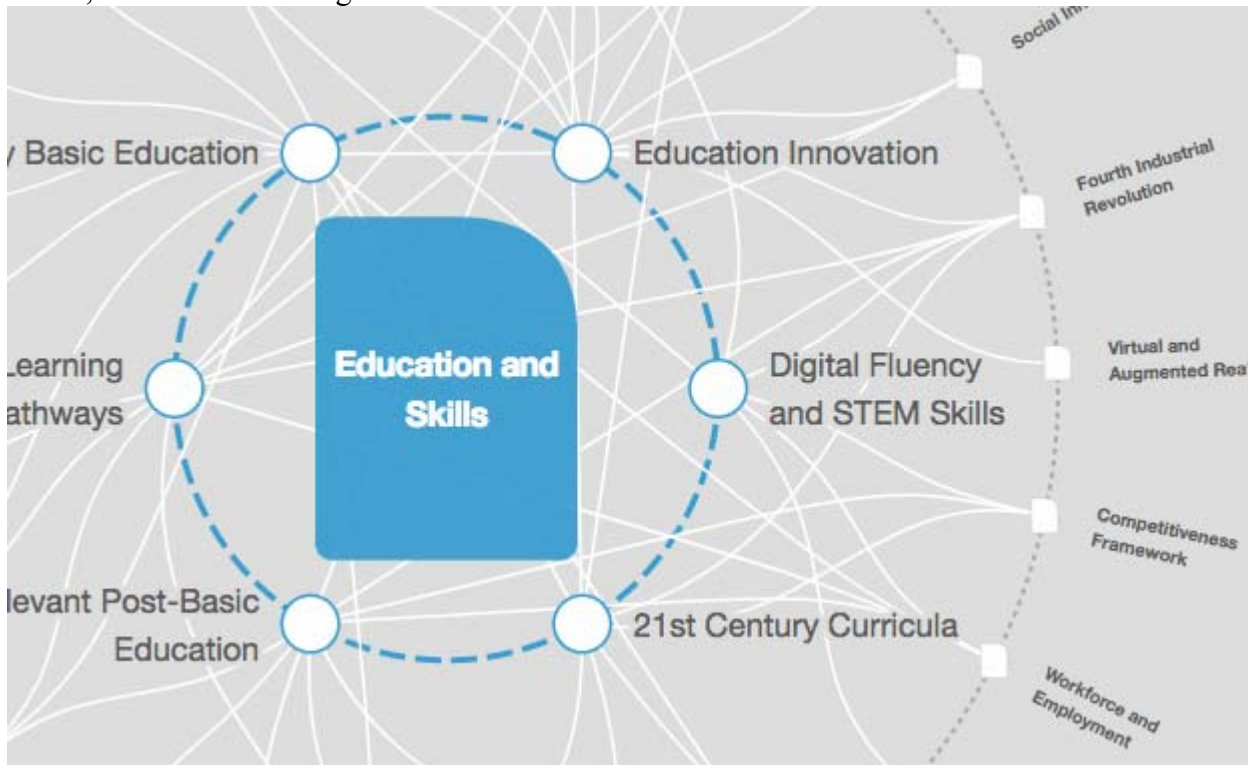 Social
y Basic Education
Education Innovation
Fourth Industrial
Revolution
Education and
Skills
Learning
athways
Digital Fluency
and STEM Skills
Virtual and
Augmented Rea
Competitiveness
Framework
levant Post-Basic
Education
21st Century Curricula
Workforce and
Employment